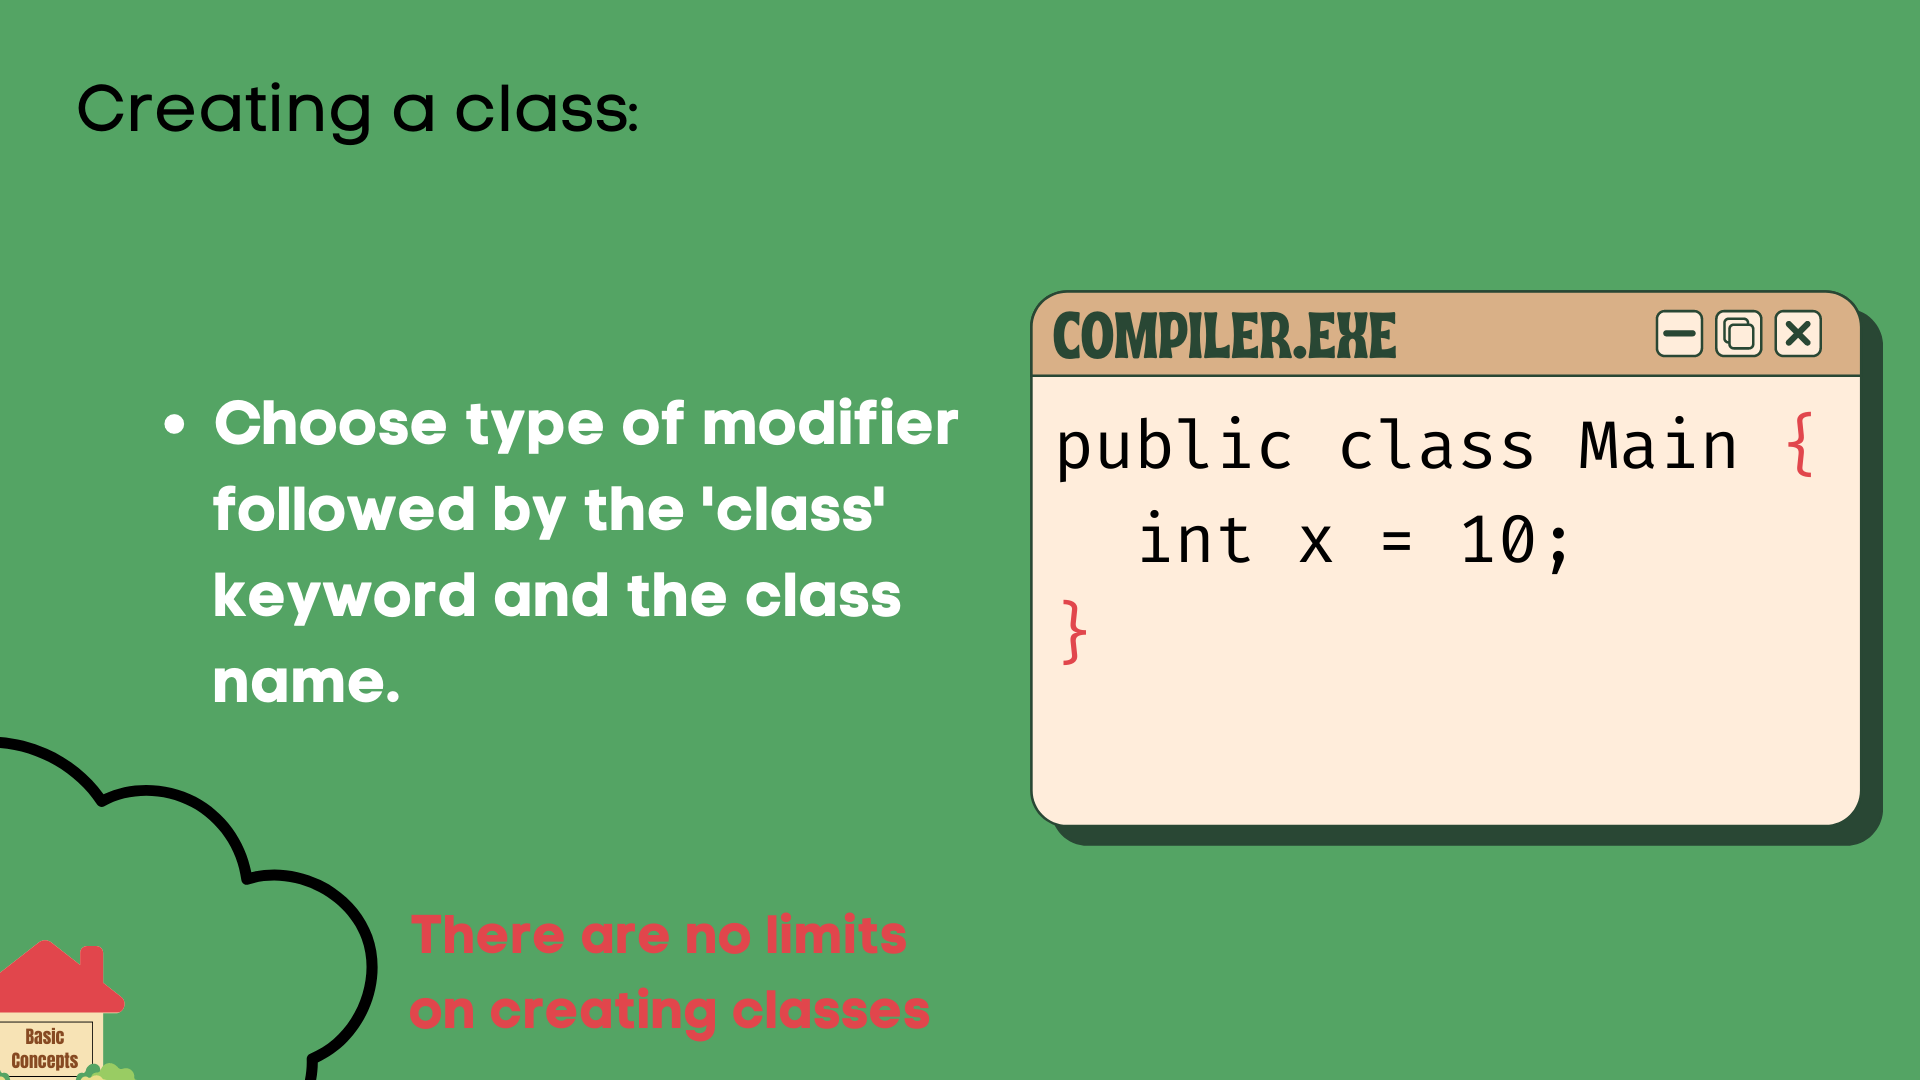 Creating a class:
• Choose type of modifier
followed by the 'class'
keyword and the class
name.
COMPILER.EXE
public class Main {
  int x = 10;
}
There are no limits
on creating classes
Basic
Concepts